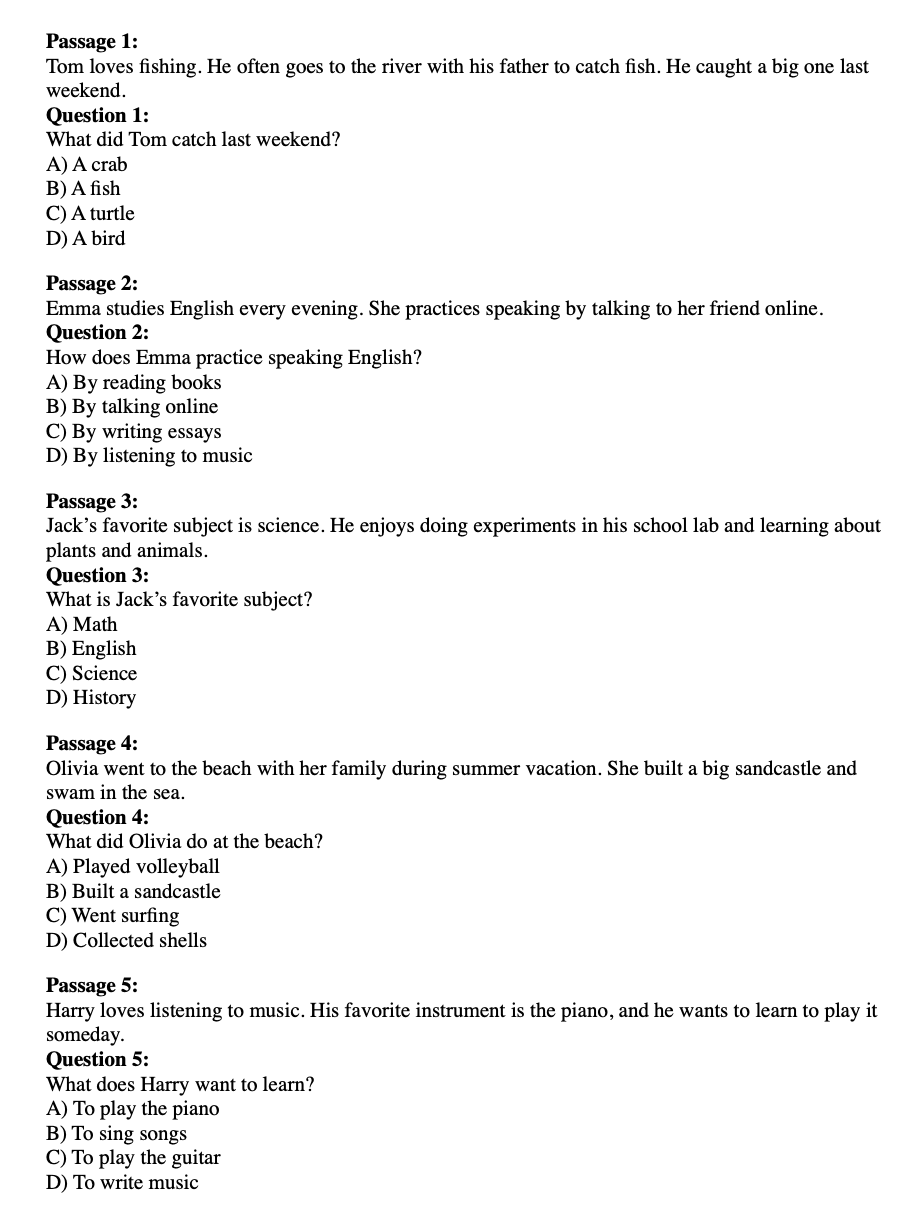 Passage 1:
Tom loves fishing. He often goes to the river with his father to catch fish. He caught a big one last
weekend.
Question 1:
What did Tom catch last weekend?
A) A crab
B) A fish
C) A turtle
D) A bird
Passage 2:
Emma studies English every evening. She practices speaking by talking to her friend online.
Question 2:
How does Emma practice speaking English?
A) By reading books
B) By talking online
C) By writing essays
D) By listening to music
Passage 3:
Jack’s favorite subject is science. He enjoys doing experiments in his school lab and learning about
plants and animals.
Question 3:
What is Jack’s favorite subject?
A) Math
B) English
C) Science
D) History
Passage 4:
Olivia went to the beach with her family during summer vacation. She built a big sandcastle and
swam in the sea.
Question 4:
What did Olivia do at the beach?
A) Played volleyball
B) Built a sandcastle
C) Went surfing
D) Collected shells
Passage 5:
Harry loves listening to music. His favorite instrument is the piano, and he wants to learn to play it
someday.
Question 5:
What does Harry want to learn?
A) To play the piano
B) To sing songs
C) To play the guitar
D) To write music